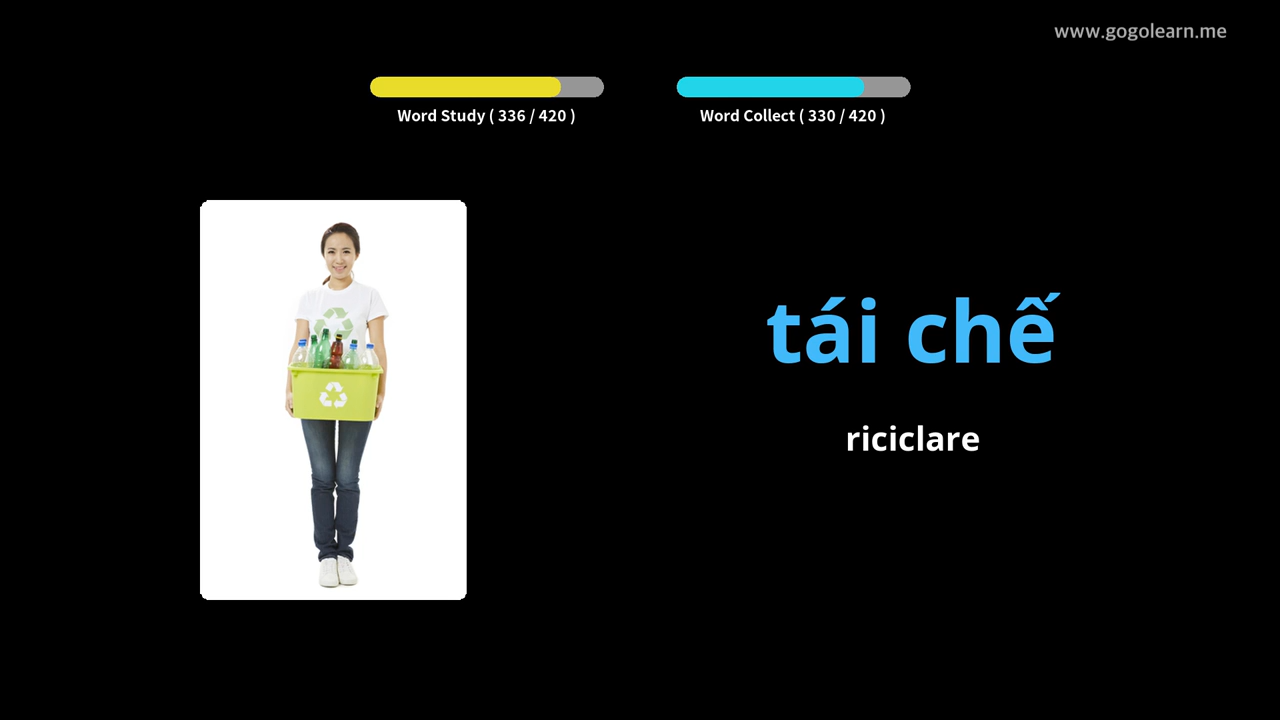 www.gogolearn.me
Word Study ( 336 / 420 )
Word Collect ( 330 / 420 )
tái chế
riciclare